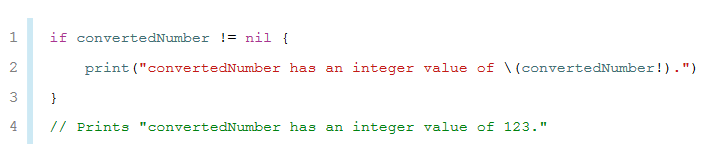 1 if convertedNumber != nil {
2 print("convertedNumber has an integer value of \(convertedNumber!).")
3 }
4 // Prints "convertedNumber has an integer value of 123."